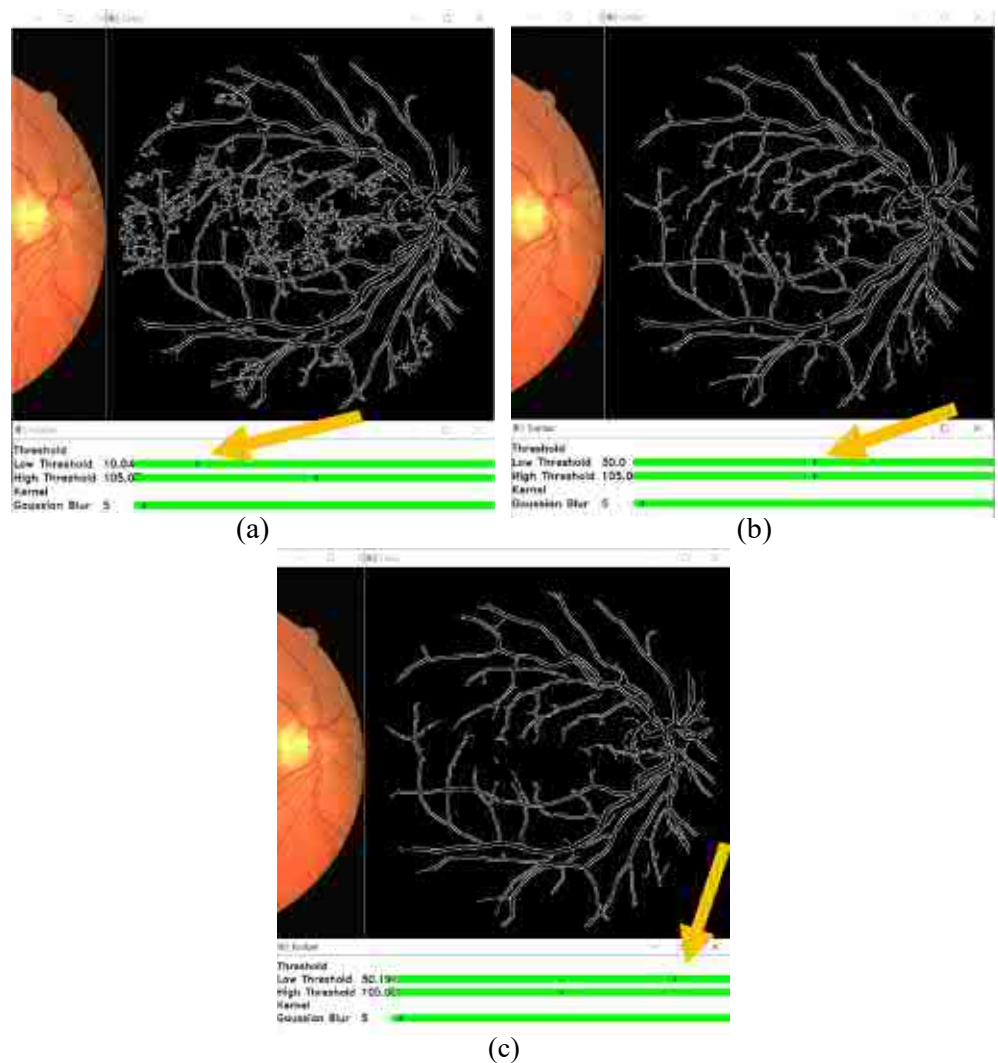 Threshold
Low Threshold 10.04
High Threshold 105.0
Kernel
Gaussian Blur 5
(a)
Threshold
Low Threshold 50.0
High Threshold 105.0
Kernel
Gaussian Blur 5
(b)
Threshold
Low Threshold
High Threshold
Kernel
Gaussian Blur 5
(c)